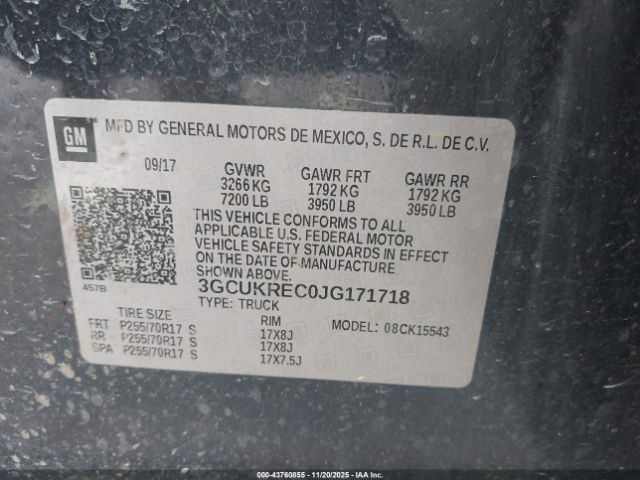 GM
MFD BY GENERAL MOTORS DE MEXICO, S. DE R.L. DE C.V.
09/17 GVWR GAWR FRT GAWR RR
3266 KG 1792 KG 1792 KG
7200 LB 3950 LB 3950 LB
THIS VEHICLE CONFORMS TO ALL
APPLICABLE U.S. FEDERAL MOTOR
VEHICLE SAFETY STANDARDS IN EFFECT
ON THE DATE OF MANUFACTURE
SHOWN ABOVE.
457B
3GCUKREC0JG171718
TYPE: TRUCK
TIRE SIZE RIM MODEL: 08CK15543
FRT P255/70R17 S 17X8J
RR P255/70R17 S 17X8J
SPA P255/70R17 S 17X7.5J
000-43760855 - 11/20/2025 - IAAI.COM